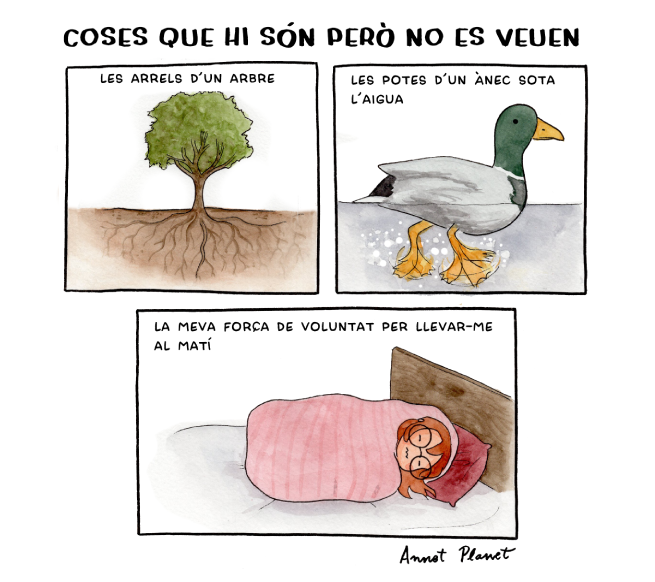 COSES QUE HI SÓN PERÒ NO ES VEUEN
LES ARRELS D'UN ARBRE
LES POTES D'UN ÀNEC SOTA
L'AIGUA
LA MEVA FORÇA DE VOLUNTAT PER LLEVAR-ME
AL MATÍ
Annot Planet